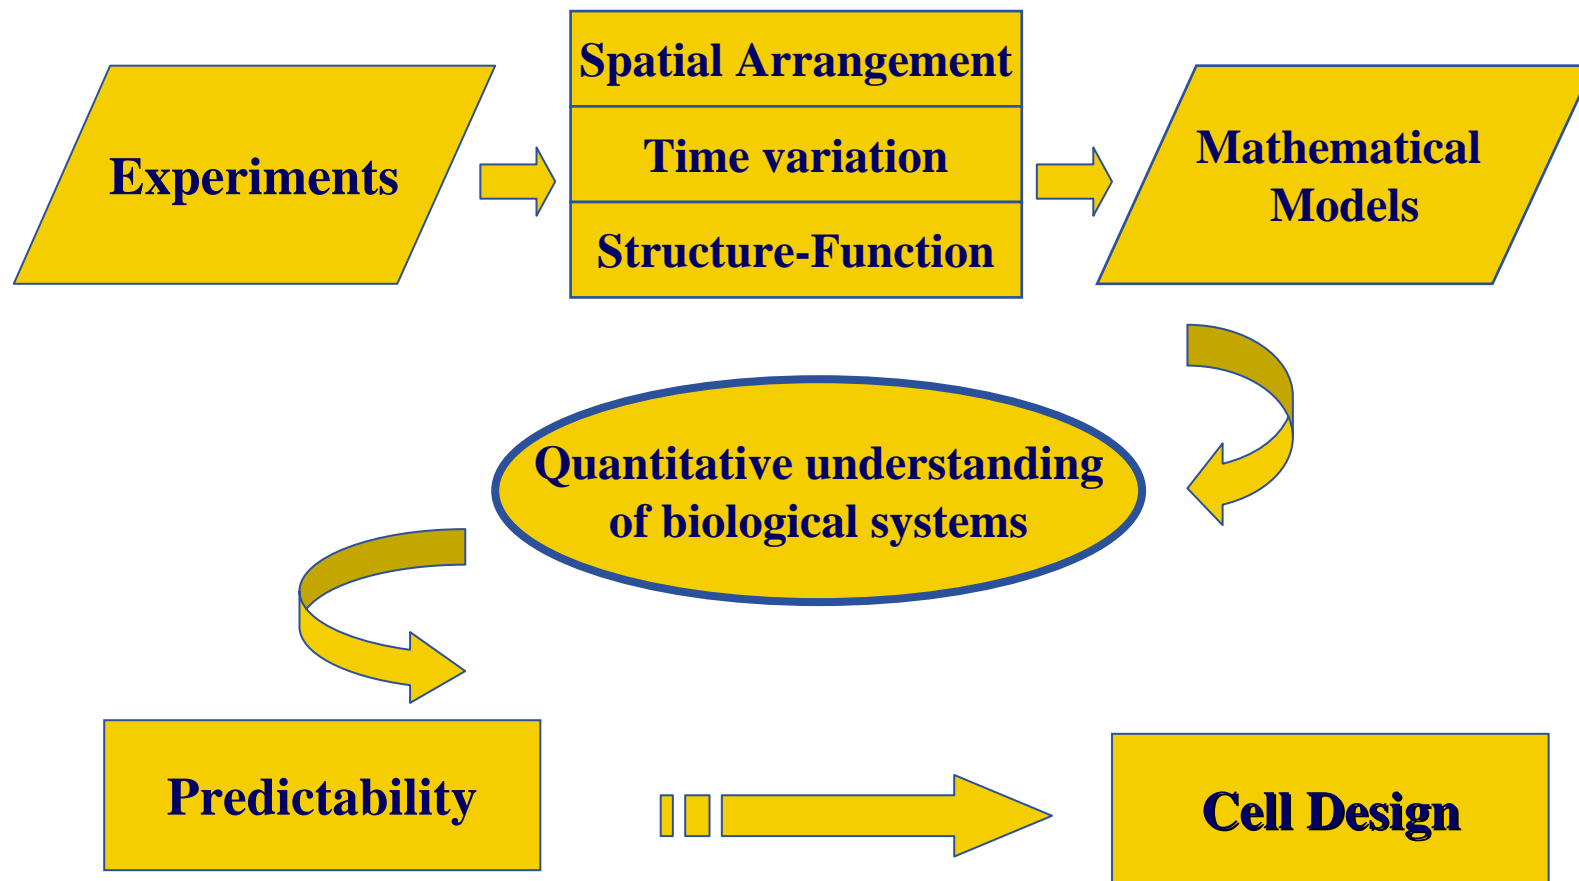 Experiments
Spatial Arrangement
Time variation
Structure-Function
Mathematical
Models
Quantitative understanding
of biological systems
Predictability
Cell Design